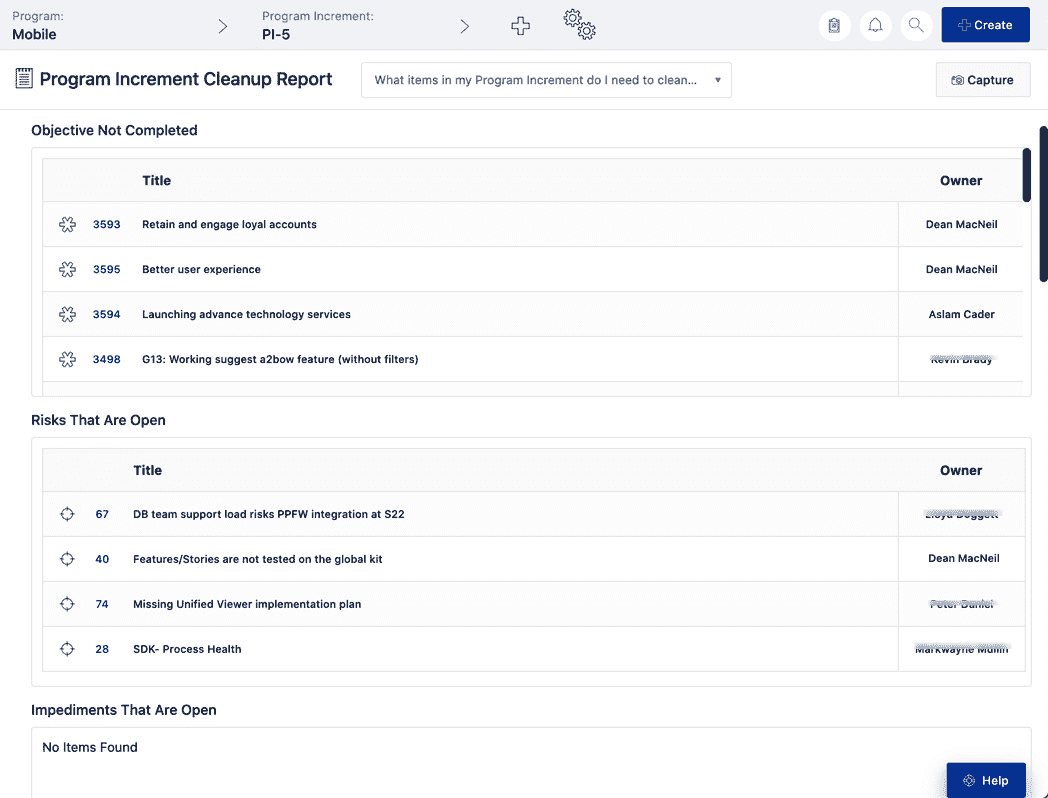 Program:
Mobile
Program Increment:
PI-5
Create
Program Increment Cleanup Report
What items in my Program Increment do I need to clean...
Capture
Objective Not Completed
Title Owner
3593 Retain and engage loyal accounts Dean MacNeil
3595 Better user experience Dean MacNeil
3594 Launching advance technology services Aslam Cader
3498 G13: Working suggest a2bow feature (without filters)
Risks That Are Open
Title Owner
67 DB team support load risks PPFW integration at S22
40 Features/Stories are not tested on the global kit Dean MacNeil
74 Missing Unified Viewer implementation plan
28 SDK- Process Health
Impediments That Are Open
No Items Found
Help